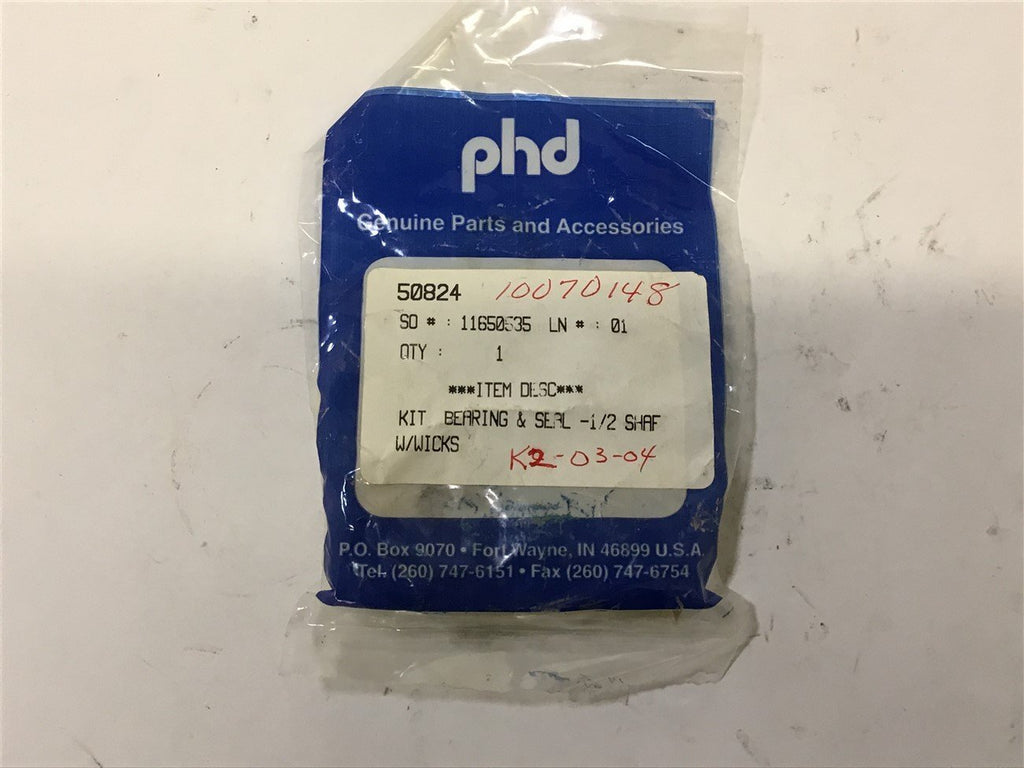 phd
Genuine Parts and Accessories
50824 10070148
SO # : 11650535 LN # : 01
QTY : 1
***ITEM DESC***
KIT BEARING & SEAL -1/2 SHAF
W/WICKS
K2-03-04
P.O. Box 9070 • Fort Wayne, IN 46899 U.S.A.
Tel. (260) 747-6151 • Fax (260) 747-6754